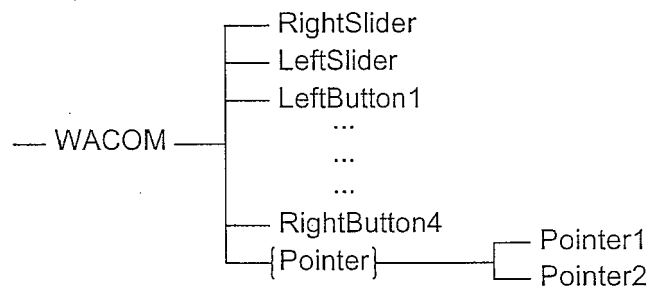 RightSlider
LeftSlider
LeftButton1
...
WACOM
...
...
RightButton4
{Pointer}
Pointer1
Pointer2